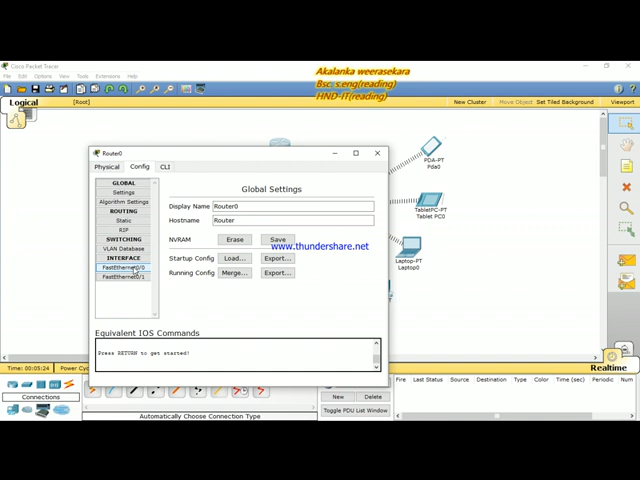 Cisco Packet Tracer
File Edit Options View Tools Extensions Help
Akalanka weerasekara
Bsc s.eng(reading)
HND-IT(reading)
Logical
[Root]
New Cluster
Move Object
Set Tiled Background
Viewport
Router0
Physical
Config
CLI
GLOBAL
Settings
Algorithm Settings
ROUTING
Static
RIP
SWITCHING
VLAN Database
INTERFACE
FastEthernet0/0
FastEthernet0/1
Global Settings
Display Name
Router0
Hostname
Router
NVRAM
Erase
Save
www.thundershare.net
Startup Config
Load...
Export...
Running Config
Merge...
Export...
Equivalent IOS Commands
Press RETURN to get started!
PDA-PT
Pda0
TabletPC-PT
Tablet PC0
Laptop-PT
Laptop0
Time: 00:05:24
Power Cyc
Realtime
Connections
Automatically Choose Connection Type
New
Delete
Toggle PDU List Window
Fire
Last Status
Source
Destination
Type
Color
Time (sec)
Periodic
Num